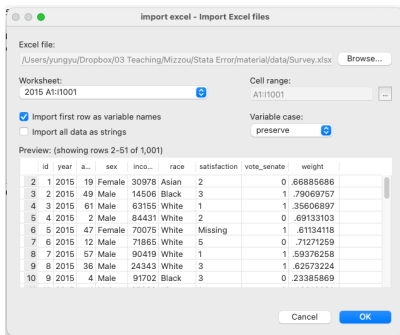 import excel - Import Excel files
Excel file:
/Users/yungyu/Dropbox/03 Teaching/Mizzou/Stata Error/material/data/Survey.xlsx Browse...
Worksheet: Cell range:
2015 A1:I1001 A1:I1001 ...
Import first row as variable names Variable case:
Import all data as strings preserve
Preview: (showing rows 2-51 of 1,001)
id year a... sex inco... race satisfaction vote_senate weight
2 1 2015 19 Female 30978 Asian 2 0 .66885686
3 2 2015 49 Male 14506 Black 3 1 .79069757
4 3 2015 61 Male 63155 White 1 1 .35606897
5 4 2015 2 Male 84431 White 2 0 .69133103
6 5 2015 47 Female 70075 White Missing 1 .61134118
7 6 2015 12 Male 71865 White 5 0 .71271259
8 7 2015 57 Male 90419 White 1 1 .59376258
9 8 2015 36 Male 24343 White 3 1 .62573224
10 9 2015 4 Male 91702 Black 3 0 .23385869
Cancel OK